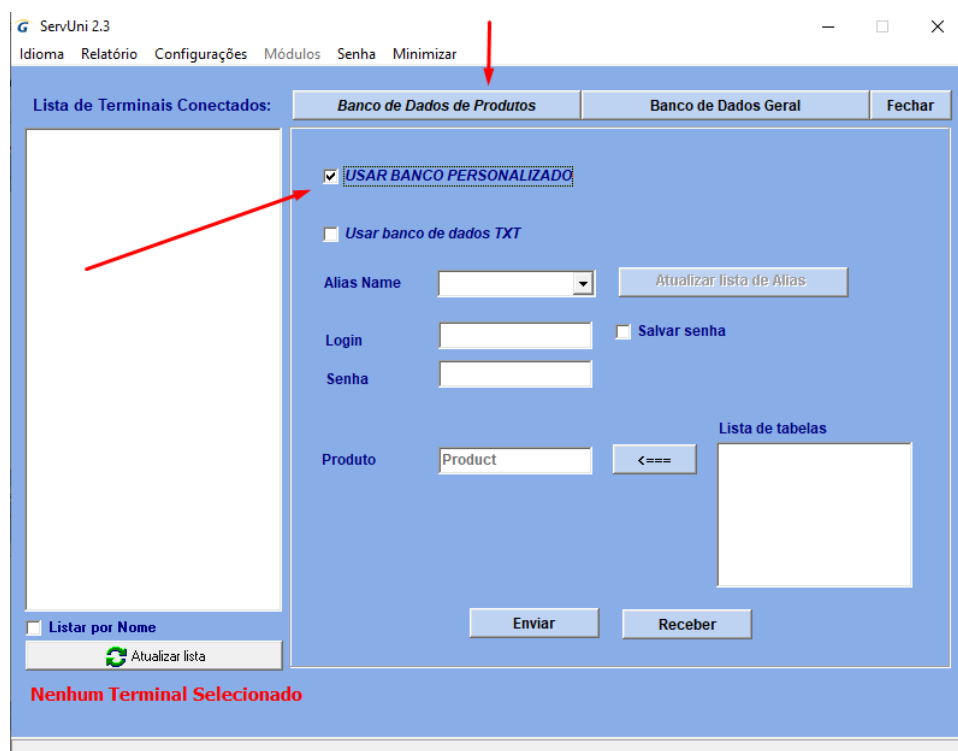 ServUni 2.3
Idioma Relatório Configurações Módulos Senha Minimizar
Lista de Terminais Conectados:
Banco de Dados de Produtos Banco de Dados Geral Fechar
USAR BANCO PERSONALIZADO
Usar banco de dados TXT
Alias Name Atualizar lista de Alias
Login Salvar senha
Senha
Lista de tabelas
Produto Product <===
Enviar Receber
Listar por Nome
Atualizar lista
Nenhum Terminal Selecionado